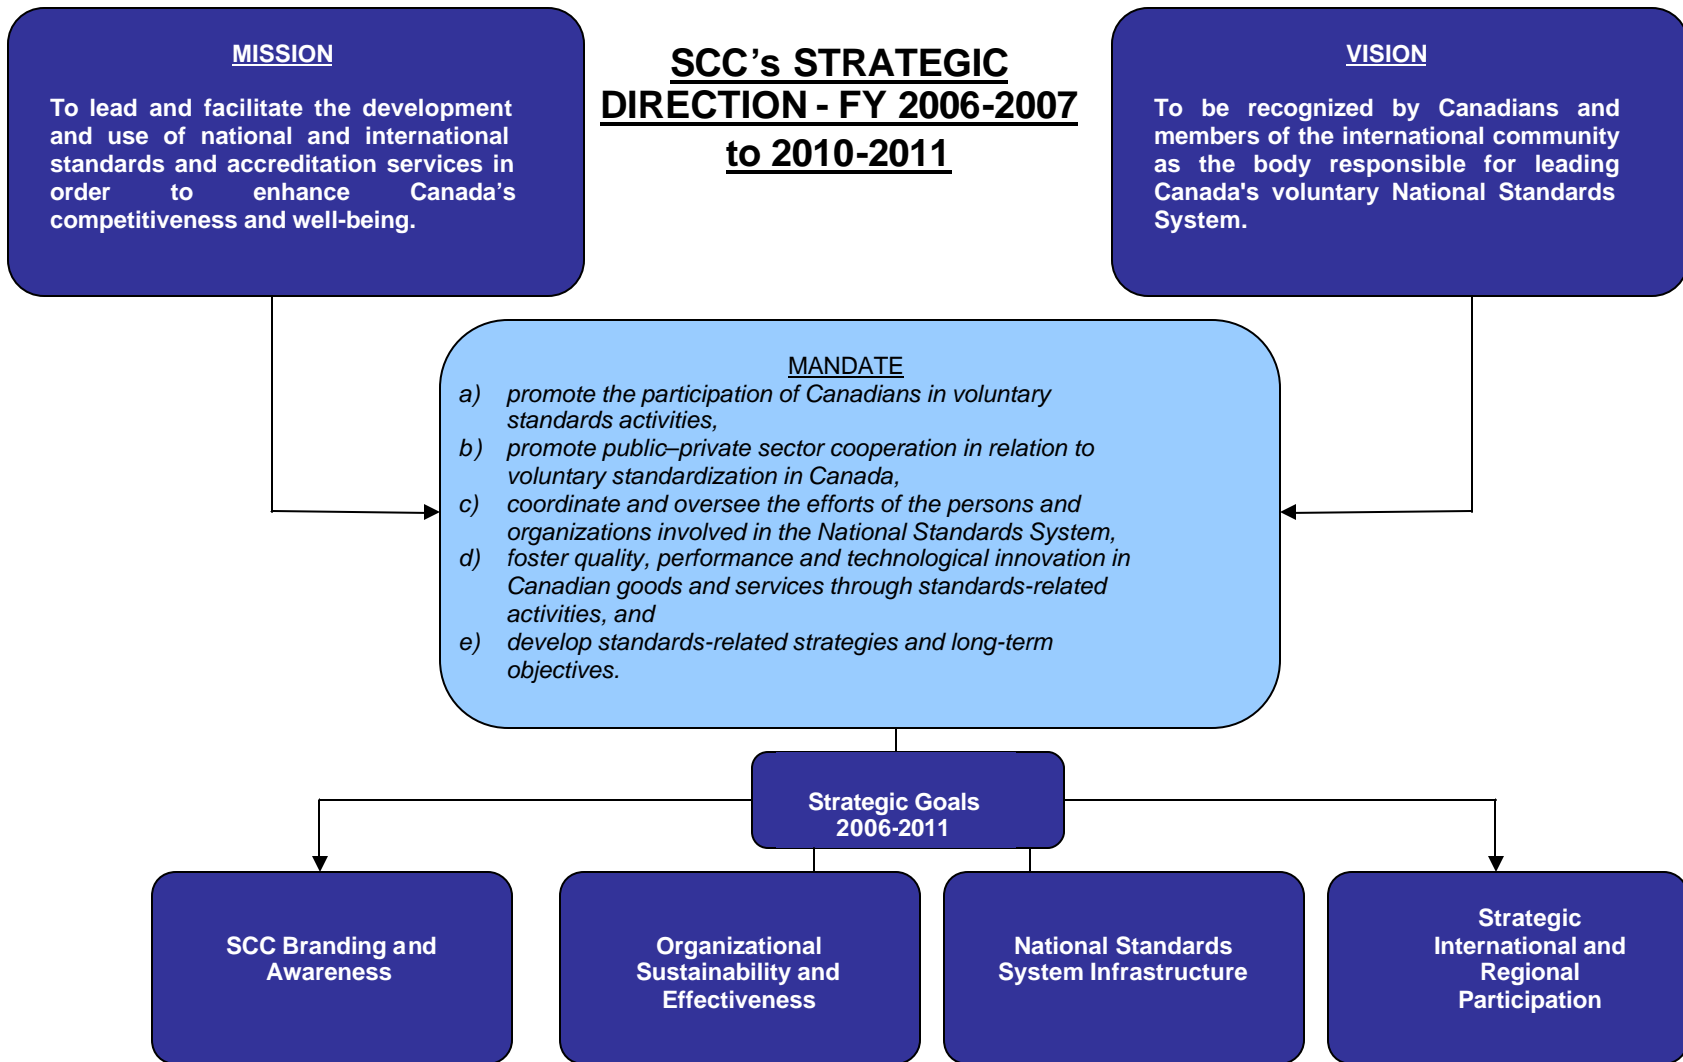 MISSION
To lead and facilitate the development
and use of national and international
standards and accreditation services in
order to enhance Canada’s
competitiveness and well-being.
SCC’s STRATEGIC
DIRECTION - FY 2006-2007
to 2010-2011
VISION
To be recognized by Canadians and
members of the international community
as the body responsible for leading
Canada's voluntary National Standards
System.
MANDATE
a) promote the participation of Canadians in voluntary
standards activities,
b) promote public–private sector cooperation in relation to
voluntary standardization in Canada,
c) coordinate and oversee the efforts of the persons and
organizations involved in the National Standards System,
d) foster quality, performance and technological innovation in
Canadian goods and services through standards-related
activities, and
e) develop standards-related strategies and long-term
objectives.
Strategic Goals
2006-2011
SCC Branding and
Awareness
Organizational
Sustainability and
Effectiveness
National Standards
System Infrastructure
Strategic
International and
Regional
Participation